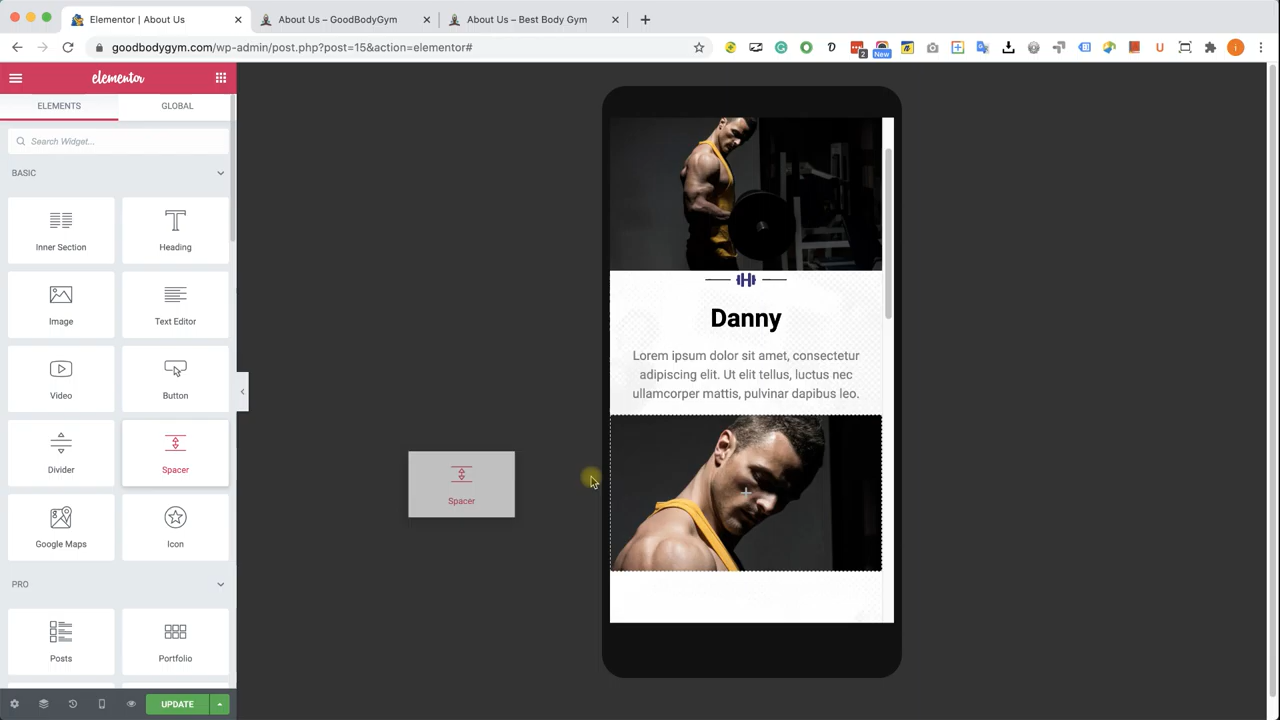 Elementor | About Us
About Us – GoodBodyGym
About Us – Best Body Gym
goodbodygym.com/wp-admin/post.php?post=15&action=elementor#
2
New
elementor
ELEMENTS
GLOBAL
Search Widget...
BASIC
Inner Section
Heading
Image
Text Editor
Video
Button
Divider
Spacer
Google Maps
Icon
PRO
Posts
Portfolio
UPDATE
Spacer
Danny
Lorem ipsum dolor sit amet, consectetur
adipiscing elit. Ut elit tellus, luctus nec
ullamcorper mattis, pulvinar dapibus leo.